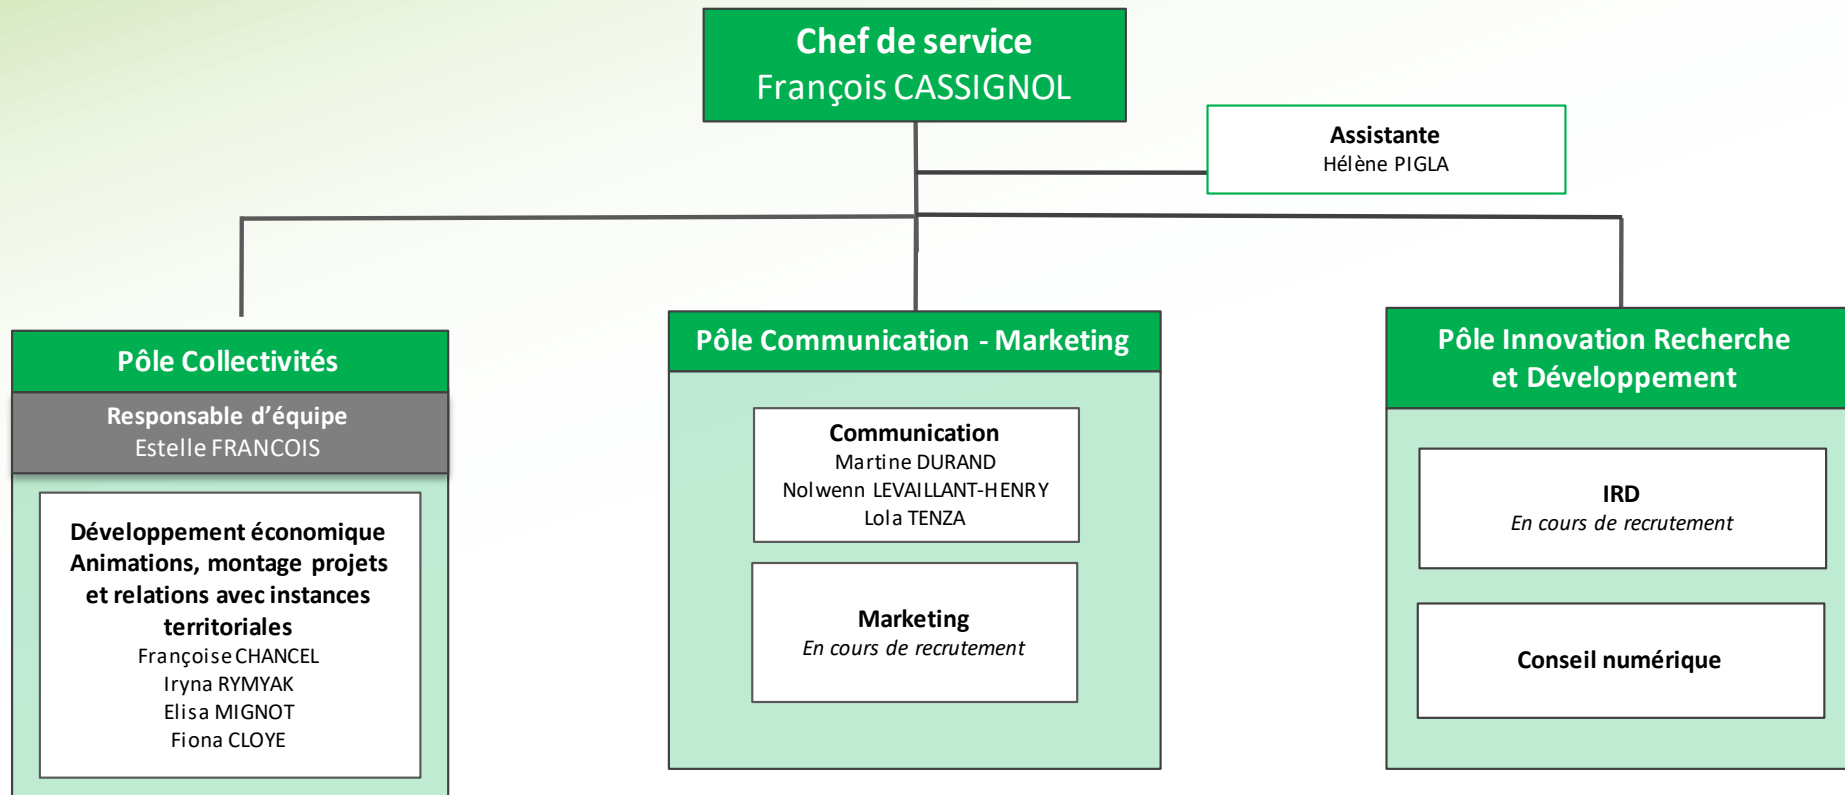 Chef de service
François CASSIGNOL
Assistante
Hélène PIGLA
Pôle Collectivités
Responsable d’équipe
Estelle FRANCOIS
Développement économique
Animations, montage projets
et relations avec instances
territoriales
Françoise CHANCEL
Iryna RYMYAK
Elisa MIGNOT
Fiona CLOYE
Pôle Communication - Marketing
Communication
Martine DURAND
Nolwenn LEVAILLANT-HENRY
Lola TENZA
Marketing
En cours de recrutement
Pôle Innovation Recherche
et Développement
IRD
En cours de recrutement
Conseil numérique